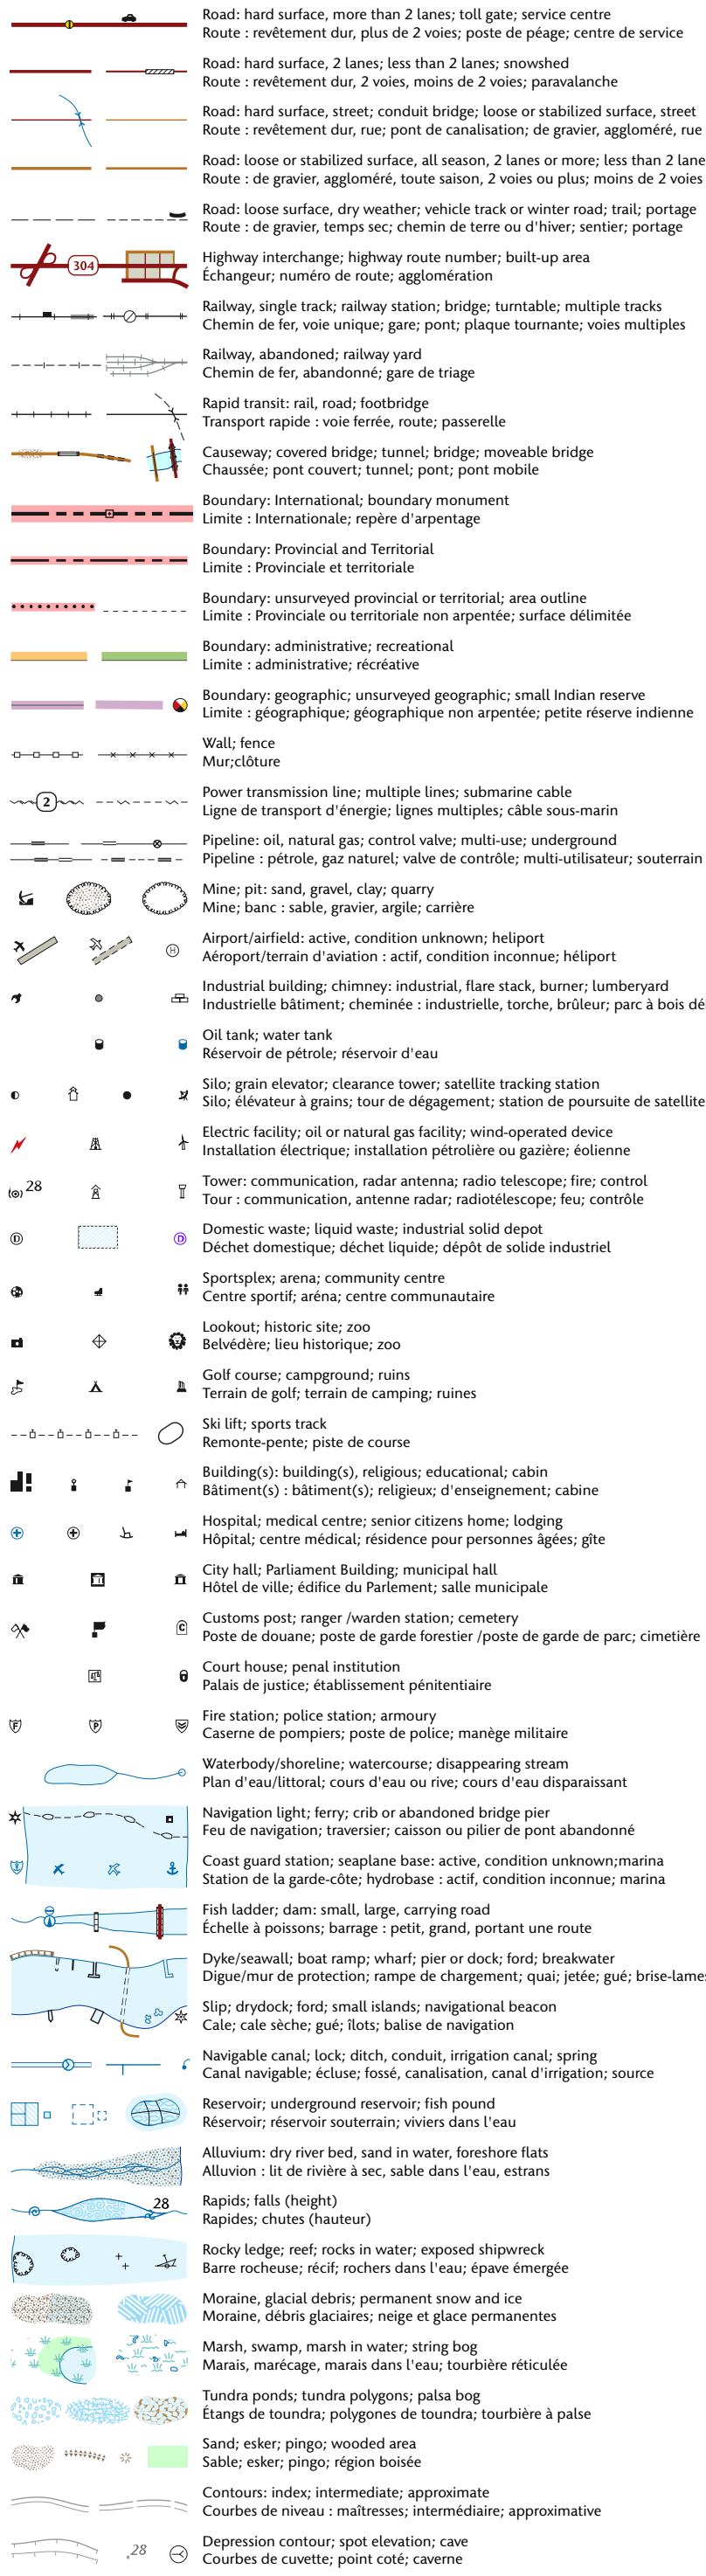 Road: hard surface, more than 2 lanes; toll gate; service centre
Route : revêtement dur, plus de 2 voies; poste de péage; centre de service
Road: hard surface, 2 lanes; less than 2 lanes; snowshed
Route : revêtement dur, 2 voies, moins de 2 voies; paravalanche
Road: hard surface, street; conduit bridge; loose or stabilized surface, street
Route : revêtement dur, rue; pont de canalisation; de gravier, aggloméré, rue
Road: loose or stabilized surface, all season, 2 lanes or more; less than 2 lane
Route : de gravier, aggloméré, toute saison, 2 voies ou plus; moins de 2 voies
Road: loose surface, dry weather; vehicle track or winter road; trail; portage
Route : de gravier, temps sec; chemin de terre ou d'hiver; sentier; portage
304
Highway interchange; highway route number; built-up area
Échangeur; numéro de route; agglomération
Railway, single track; railway station; bridge; turntable; multiple tracks
Chemin de fer, voie unique; gare; pont; plaque tournante; voies multiples
Railway, abandoned; railway yard
Chemin de fer, abandonné; gare de triage
Rapid transit: rail, road; footbridge
Transport rapide : voie ferrée, route; passerelle
Causeway; covered bridge; tunnel; bridge; moveable bridge
Chaussée; pont couvert; tunnel; pont; pont mobile
Boundary: International; boundary monument
Limite : Internationale; repère d'arpentage
Boundary: Provincial and Territorial
Limite : Provinciale et territoriale
Boundary: unsurveyed provincial or territorial; area outline
Limite : Provinciale ou territoriale non arpentée; surface délimitée
Boundary: administrative; recreational
Limite : administrative; récréative
Boundary: geographic; unsurveyed geographic; small Indian reserve
Limite : géographique; géographique non arpentée; petite réserve indienne
Wall; fence
Mur;clôture
2
Power transmission line; multiple lines; submarine cable
Ligne de transport d'énergie; lignes multiples; câble sous-marin
Pipeline: oil, natural gas; control valve; multi-use; underground
Pipeline : pétrole, gaz naturel; valve de contrôle; multi-utilisateur; souterrain
Mine; pit: sand, gravel, clay; quarry
Mine; banc : sable, gravier, argile; carrière
H
Airport/airfield: active, condition unknown; heliport
Aéroport/terrain d'aviation : actif, condition inconnue; héliport
Industrial building; chimney: industrial, flare stack, burner; lumberyard
Industrielle bâtiment; cheminée : industrielle, torche, brûleur; parc à bois dé
Oil tank; water tank
Réservoir de pétrole; réservoir d'eau
Silo; grain elevator; clearance tower; satellite tracking station
Silo; élévateur à grains; tour de dégagement; station de poursuite de satellite
Electric facility; oil or natural gas facility; wind-operated device
Installation électrique; installation pétrolière ou gazière; éolienne
28
Tower: communication, radar antenna; radio telescope; fire; control
Tour : communication, antenne radar; radiotélescope; feu; contrôle
D D
Domestic waste; liquid waste; industrial solid depot
Déchet domestique; déchet liquide; dépôt de solide industriel
Sportsplex; arena; community centre
Centre sportif; aréna; centre communautaire
Lookout; historic site; zoo
Belvédère; lieu historique; zoo
Golf course; campground; ruins
Terrain de golf; terrain de camping; ruines
Ski lift; sports track
Remonte-pente; piste de course
Building(s): building(s), religious; educational; cabin
Bâtiment(s) : bâtiment(s); religieux; d'enseignement; cabine
Hospital; medical centre; senior citizens home; lodging
Hôpital; centre médical; résidence pour personnes âgées; gîte
City hall; Parliament Building; municipal hall
Hôtel de ville; édifice du Parlement; salle municipale
C
Customs post; ranger /warden station; cemetery
Poste de douane; poste de garde forestier /poste de garde de parc; cimetière
Court house; penal institution
Palais de justice; établissement pénitentiaire
F P
Fire station; police station; armoury
Caserne de pompiers; poste de police; manège militaire
Waterbody/shoreline; watercourse; disappearing stream
Plan d'eau/littoral; cours d'eau ou rive; cours d'eau disparaissant
Navigation light; ferry; crib or abandoned bridge pier
Feu de navigation; traversier; caisson ou pilier de pont abandonné
Coast guard station; seaplane base: active, condition unknown;marina
Station de la garde-côte; hydrobase : actif, condition inconnue; marina
Fish ladder; dam: small, large, carrying road
Échelle à poissons; barrage : petit, grand, portant une route
Dyke/seawall; boat ramp; wharf; pier or dock; ford; breakwater
Digue/mur de protection; rampe de chargement; quai; jetée; gué; brise-lames
Slip; drydock; ford; small islands; navigational beacon
Cale; cale sèche; gué; îlots; balise de navigation
Navigable canal; lock; ditch, conduit, irrigation canal; spring
Canal navigable; écluse; fossé, canalisation, canal d'irrigation; source
Reservoir; underground reservoir; fish pound
Réservoir; réservoir souterrain; viviers dans l'eau
Alluvium: dry river bed, sand in water, foreshore flats
Alluvion : lit de rivière à sec, sable dans l'eau, estrans
28
Rapids; falls (height)
Rapides; chutes (hauteur)
Rocky ledge; reef; rocks in water; exposed shipwreck
Barre rocheuse; récif; rochers dans l'eau; épave émergée
Moraine, glacial debris; permanent snow and ice
Moraine, débris glaciaires; neige et glace permanentes
Marsh, swamp, marsh in water; string bog
Marais, marécage, marais dans l'eau; tourbière réticulée
Tundra ponds; tundra polygons; palsa bog
Étangs de toundra; polygones de toundra; tourbière à palse
Sand; esker; pingo; wooded area
Sable; esker; pingo; région boisée
Contours: index; intermediate; approximate
Courbes de niveau : maîtresses; intermédiaire; approximative
.28
Depression contour; spot elevation; cave
Courbes de cuvette; point coté; caverne